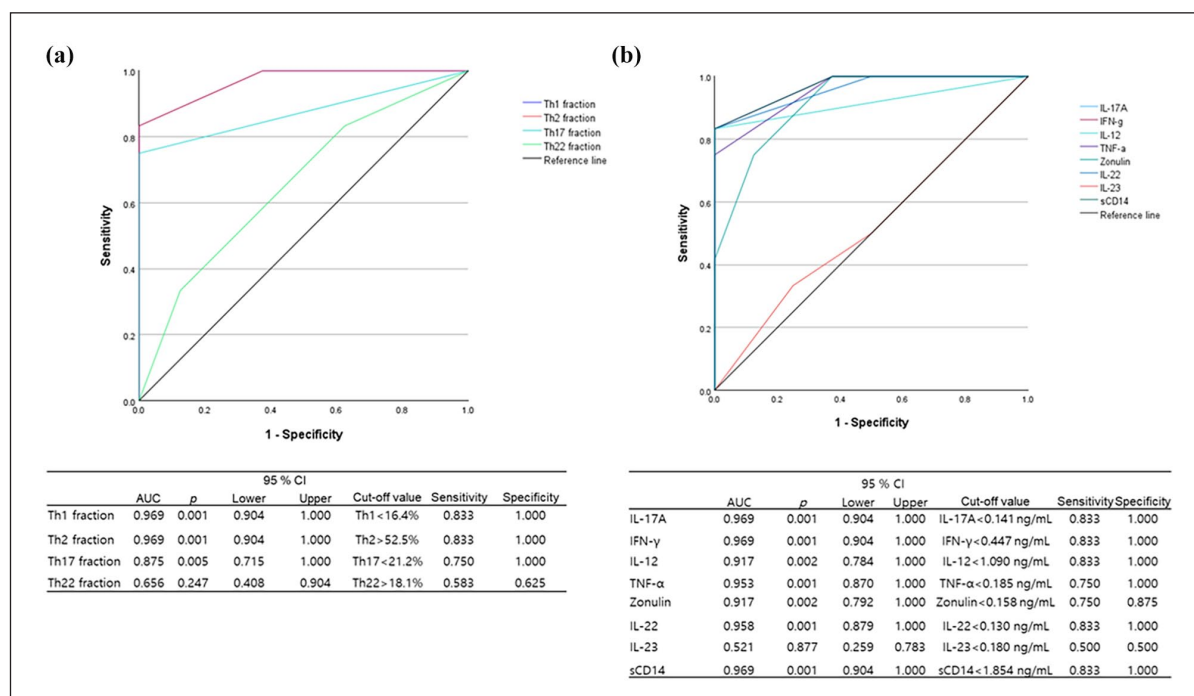 (a)
1.0
0.8
0.6
0.4
0.2
0.0
Sensitivity
0.0 0.2 0.4 0.6 0.8 1.0
1 - Specificity
Th1 fraction
Th2 fraction
Th17 fraction
Th22 fraction
Reference line
95 % CI
AUC p Lower Upper Cut-off value Sensitivity Specificity
Th1 fraction 0.969 0.001 0.904 1.000 Th1<16.4% 0.833 1.000
Th2 fraction 0.969 0.001 0.904 1.000 Th2>52.5% 0.833 1.000
Th17 fraction 0.875 0.005 0.715 1.000 Th17<21.2% 0.750 1.000
Th22 fraction 0.656 0.247 0.408 0.904 Th22>18.1% 0.583 0.625
(b)
1.0
0.8
0.6
0.4
0.2
0.0
Sensitivity
0.0 0.2 0.4 0.6 0.8 1.0
1 - Specificity
IL-17A
IFN-g
IL-12
TNF-a
Zonulin
IL-22
IL-23
sCD14
Reference line
95 % CI
AUC p Lower Upper Cut-off value Sensitivity Specificity
IL-17A 0.969 0.001 0.904 1.000 IL-17A<0.141 ng/mL 0.833 1.000
IFN-γ 0.969 0.001 0.904 1.000 IFN-γ<0.447 ng/mL 0.833 1.000
IL-12 0.917 0.002 0.784 1.000 IL-12<1.090 ng/mL 0.833 1.000
TNF-α 0.953 0.001 0.870 1.000 TNF-α<0.185 ng/mL 0.750 1.000
Zonulin 0.917 0.002 0.792 1.000 Zonulin<0.158 ng/mL 0.750 0.875
IL-22 0.958 0.001 0.879 1.000 IL-22<0.130 ng/mL 0.833 1.000
IL-23 0.521 0.877 0.259 0.783 IL-23<0.180 ng/mL 0.500 0.500
sCD14 0.969 0.001 0.904 1.000 sCD14<1.854 ng/mL 0.833 1.000